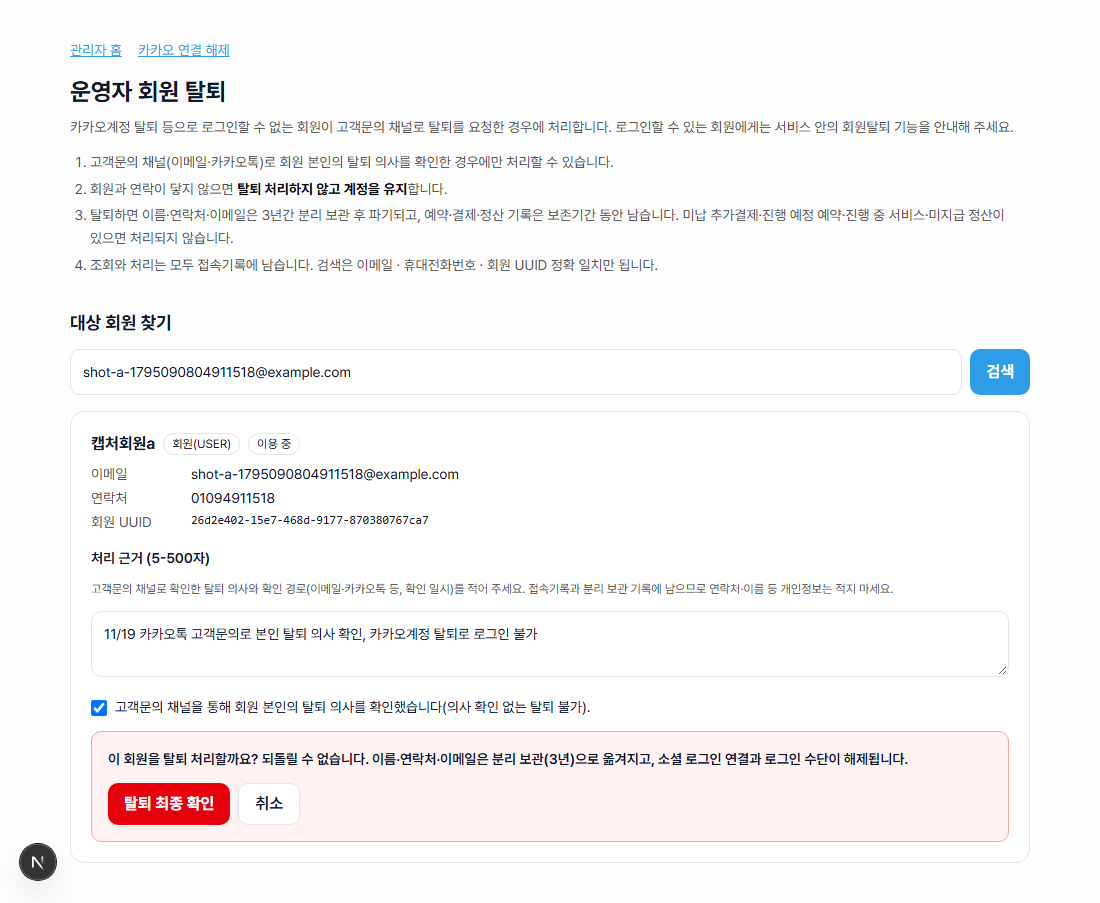 관리자 홈 카카오 연결 해제
운영자 회원 탈퇴
카카오계정 탈퇴 등으로 로그인할 수 없는 회원이 고객문의 채널로 탈퇴를 요청한 경우에 처리합니다. 로그인할 수 있는 회원에게는 서비스 안의 회원탈퇴 기능을 안내해 주세요.
1. 고객문의 채널(이메일·카카오톡)로 회원 본인의 탈퇴 의사를 확인한 경우에만 처리할 수 있습니다.
2. 회원과 연락이 닿지 않으면 탈퇴 처리하지 않고 계정을 유지합니다.
3. 탈퇴하면 이름·연락처·이메일은 3년간 분리 보관 후 파기되고, 예약·결제·정산 기록은 보존기간 동안 남습니다. 미납 추가결제·진행 예정 예약·진행 중 서비스·미지급 정산이
있으면 처리되지 않습니다.
4. 조회와 처리는 모두 접속기록에 남습니다. 검색은 이메일 · 휴대전화번호 · 회원 UUID 정확 일치만 됩니다.
대상 회원 찾기
shot-a-1795090804911518@example.com 검색
캡처회원a 회원(USER) 이용 중
이메일 shot-a-1795090804911518@example.com
연락처 01094911518
회원 UUID 26d2e402-15e7-468d-9177-870380767ca7
처리 근거 (5-500자)
고객문의 채널로 확인한 탈퇴 의사와 확인 경로(이메일·카카오톡 등, 확인 일시)를 적어 주세요. 접속기록과 분리 보관 기록에 남으므로 연락처·이름 등 개인정보는 적지 마세요.
11/19 카카오톡 고객문의로 본인 탈퇴 의사 확인, 카카오계정 탈퇴로 로그인 불가
고객문의 채널을 통해 회원 본인의 탈퇴 의사를 확인했습니다(의사 확인 없는 탈퇴 불가).
이 회원을 탈퇴 처리할까요? 되돌릴 수 없습니다. 이름·연락처·이메일은 분리 보관(3년)으로 옮겨지고, 소셜 로그인 연결과 로그인 수단이 해제됩니다.
탈퇴 최종 확인 취소
N